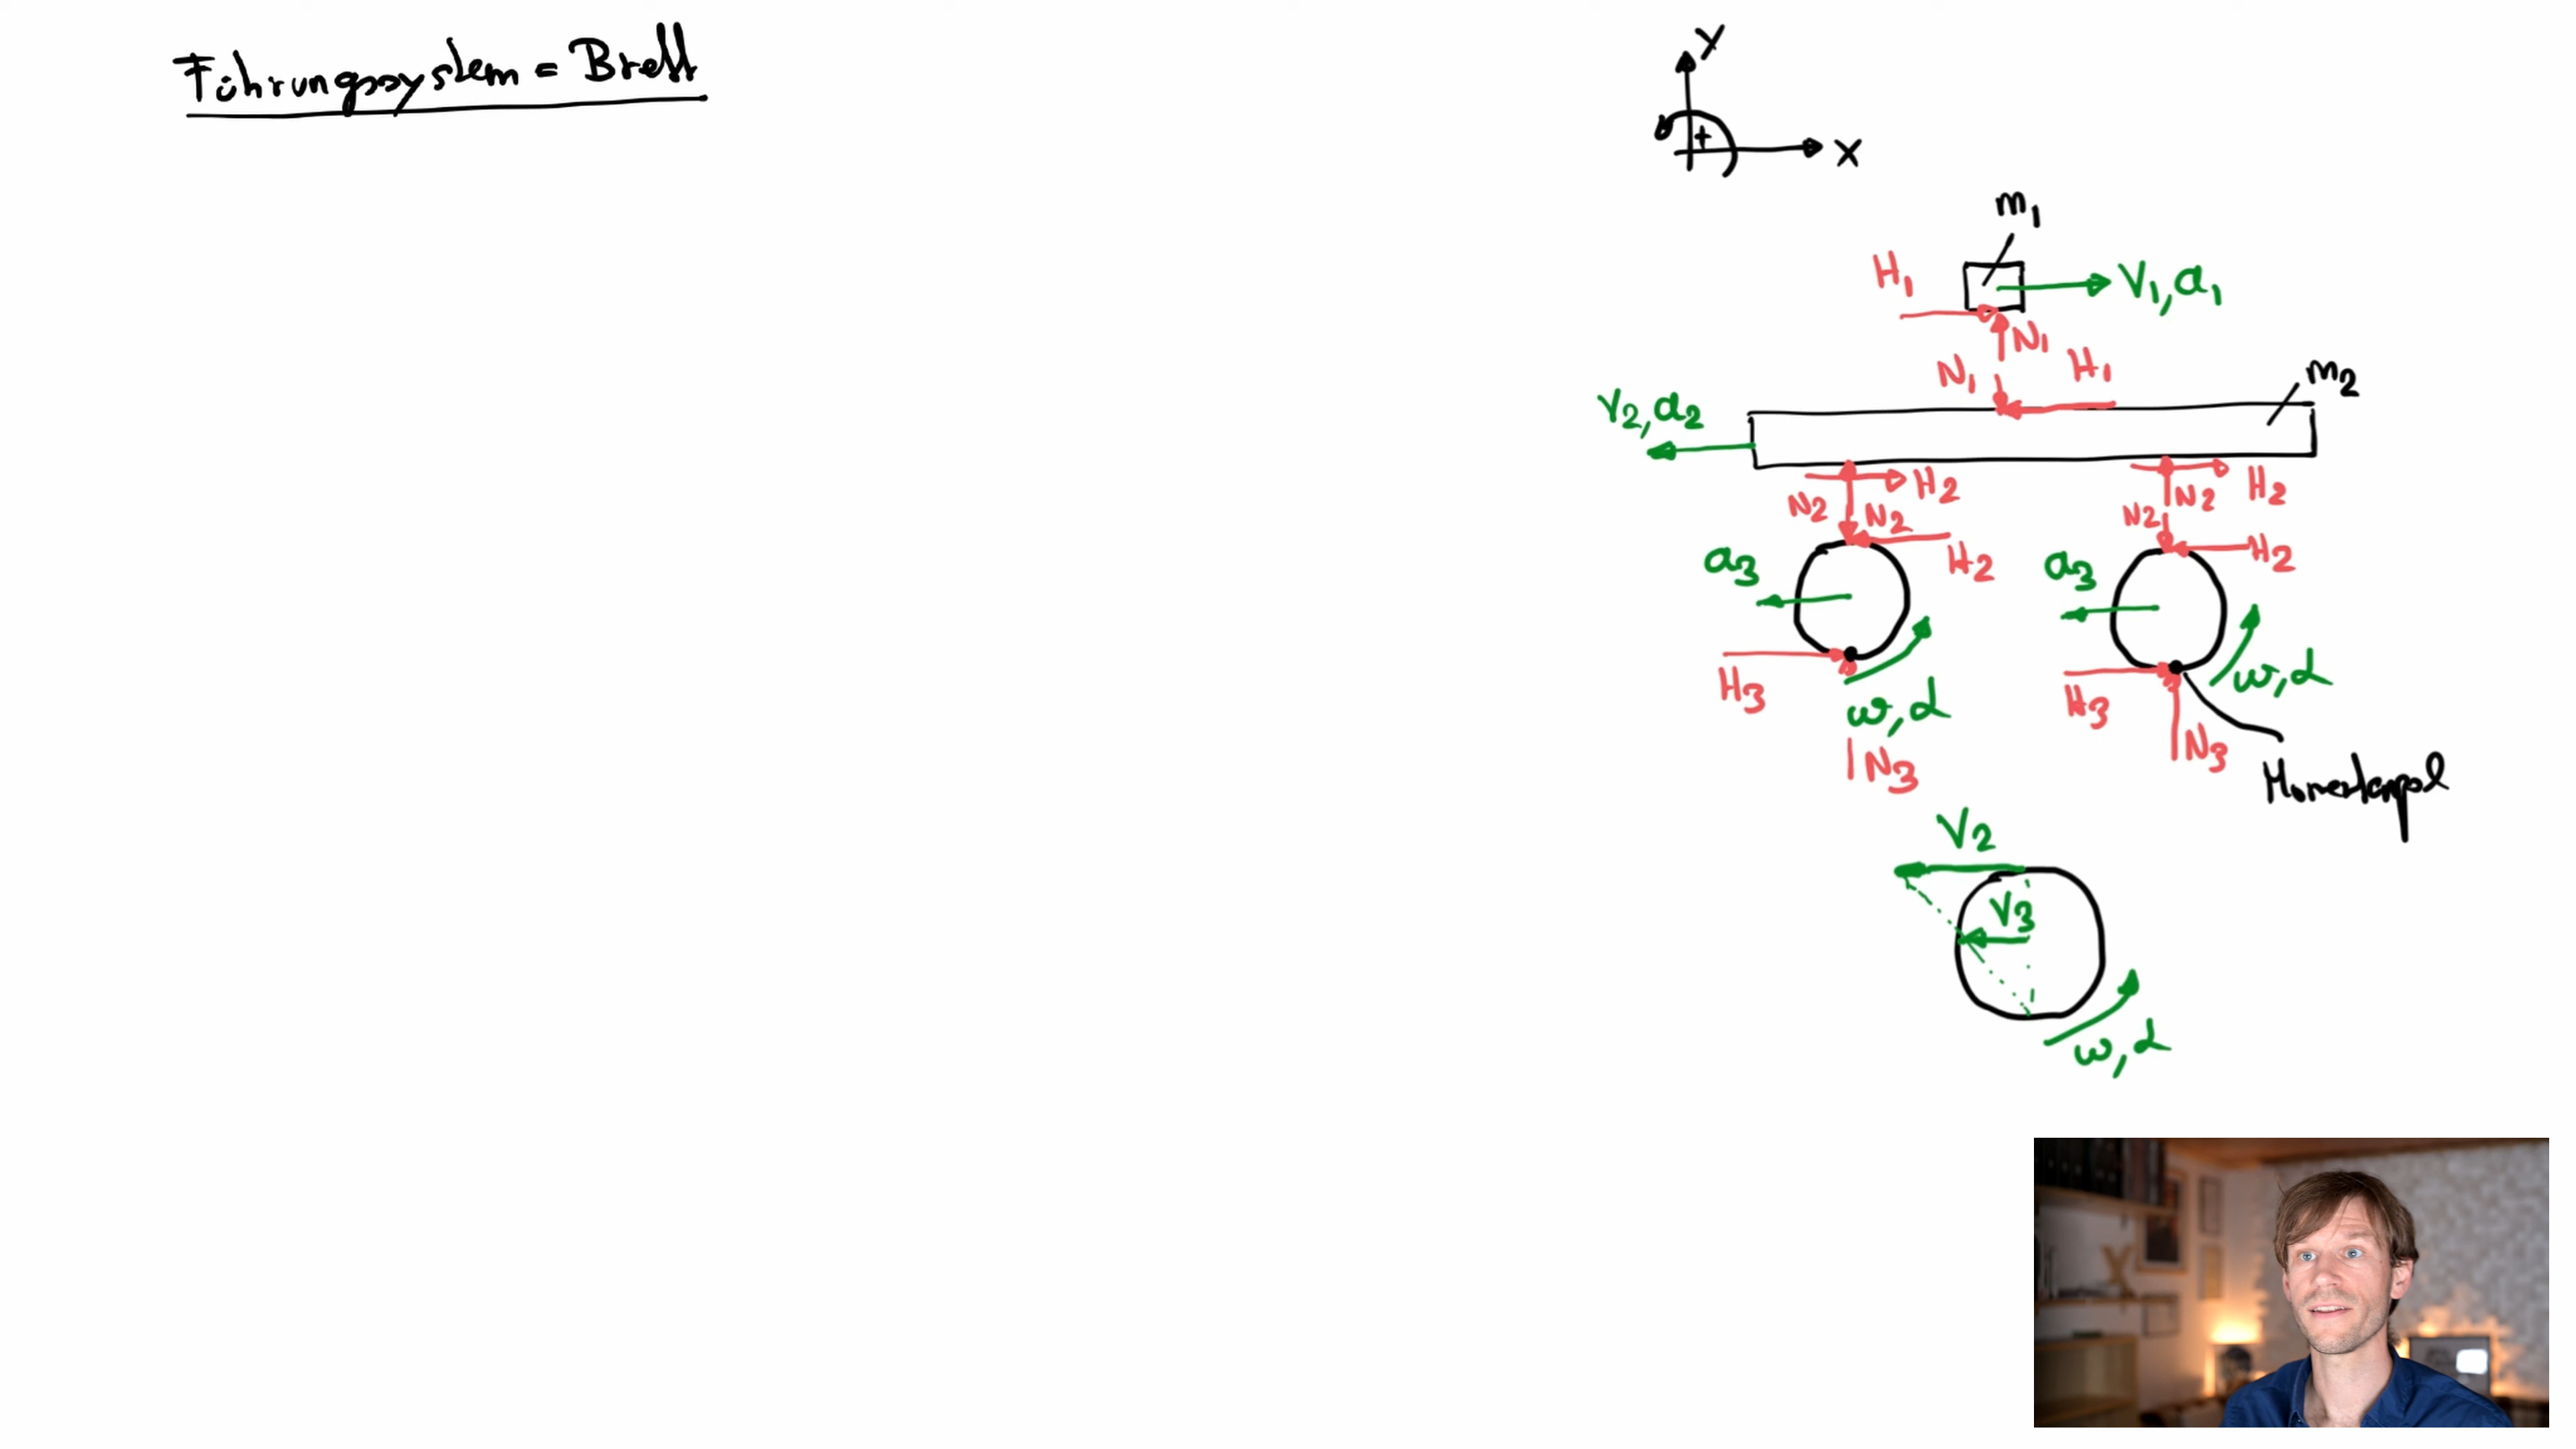 Führungssystem = Brett
y
+
x
m1
H1
v1, a1
N1
N1
H1
m2
v2, a2
H2
H2
N2
N2
N2
N2
H2
H2
a3
a3
H3
ω, α
H3
ω, α
N3
N3
Momentanpol
v2
v3
ω, α